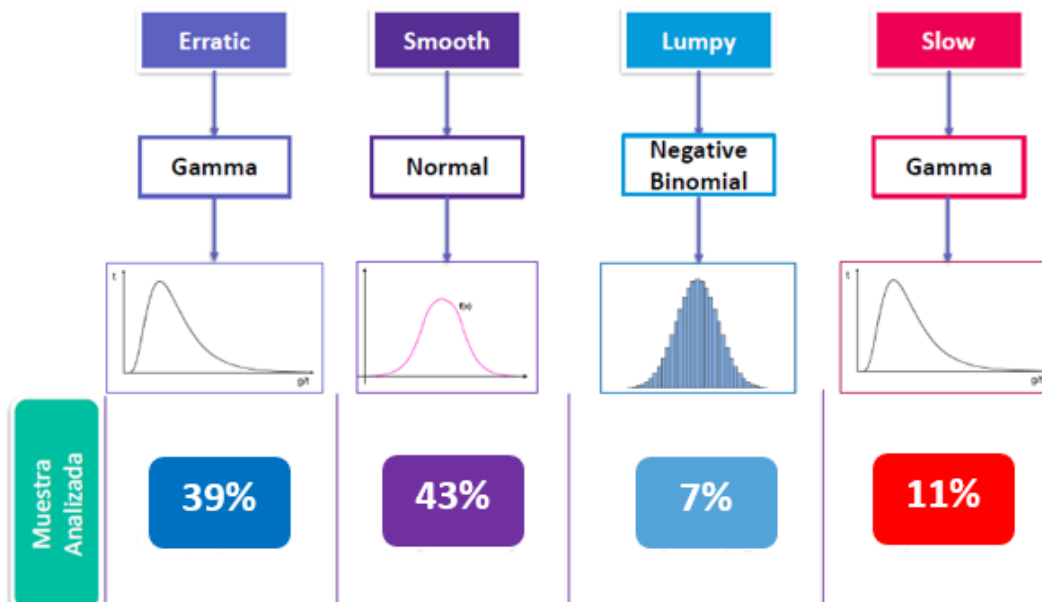 Erratic
Smooth
Lumpy
Slow
Gamma
Normal
Negative
Binomial
Gamma
t
g/t
f(x)
t
g/t
Muestra
Analizada
39%
43%
7%
11%